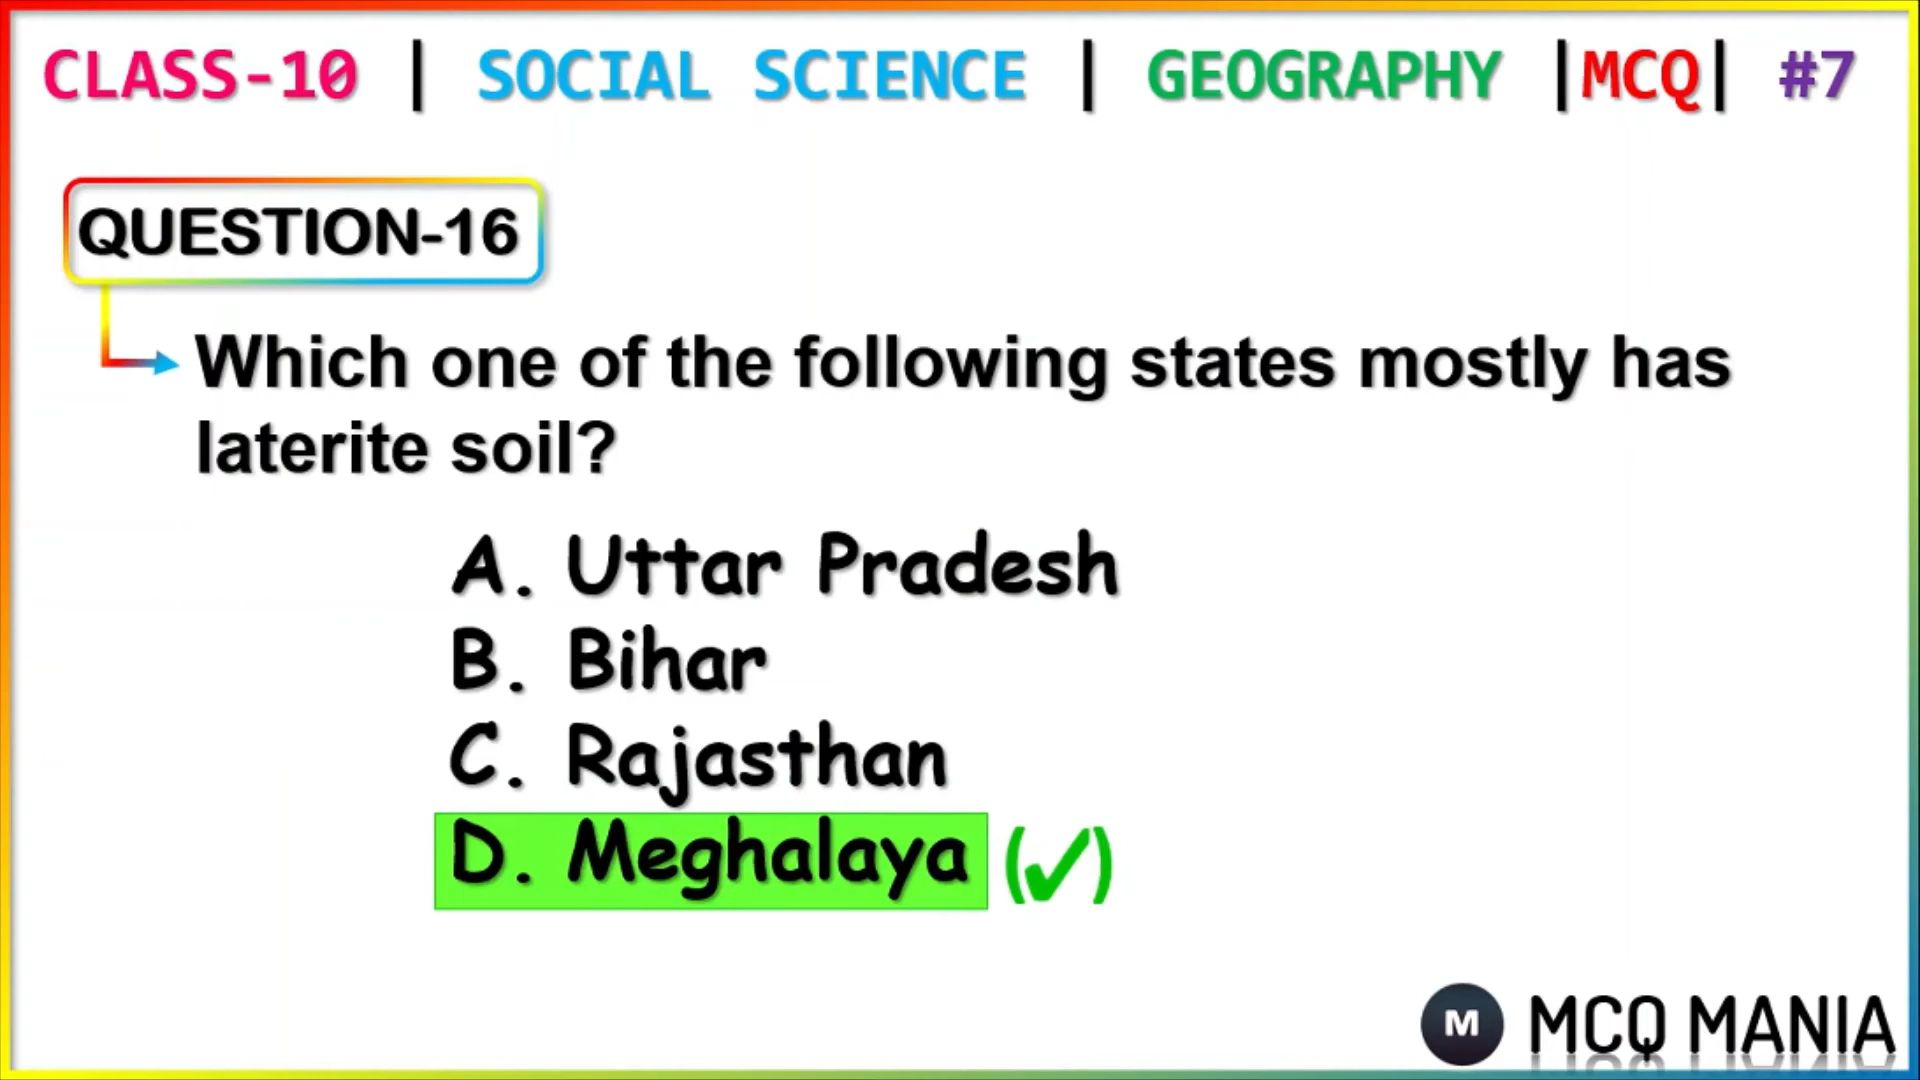 CLASS-10 | SOCIAL SCIENCE | GEOGRAPHY |MCQ| #7
QUESTION-16
Which one of the following states mostly has
laterite soil?
A. Uttar Pradesh
B. Bihar
C. Rajasthan
D. Meghalaya (✓)
M MCQ MANIA